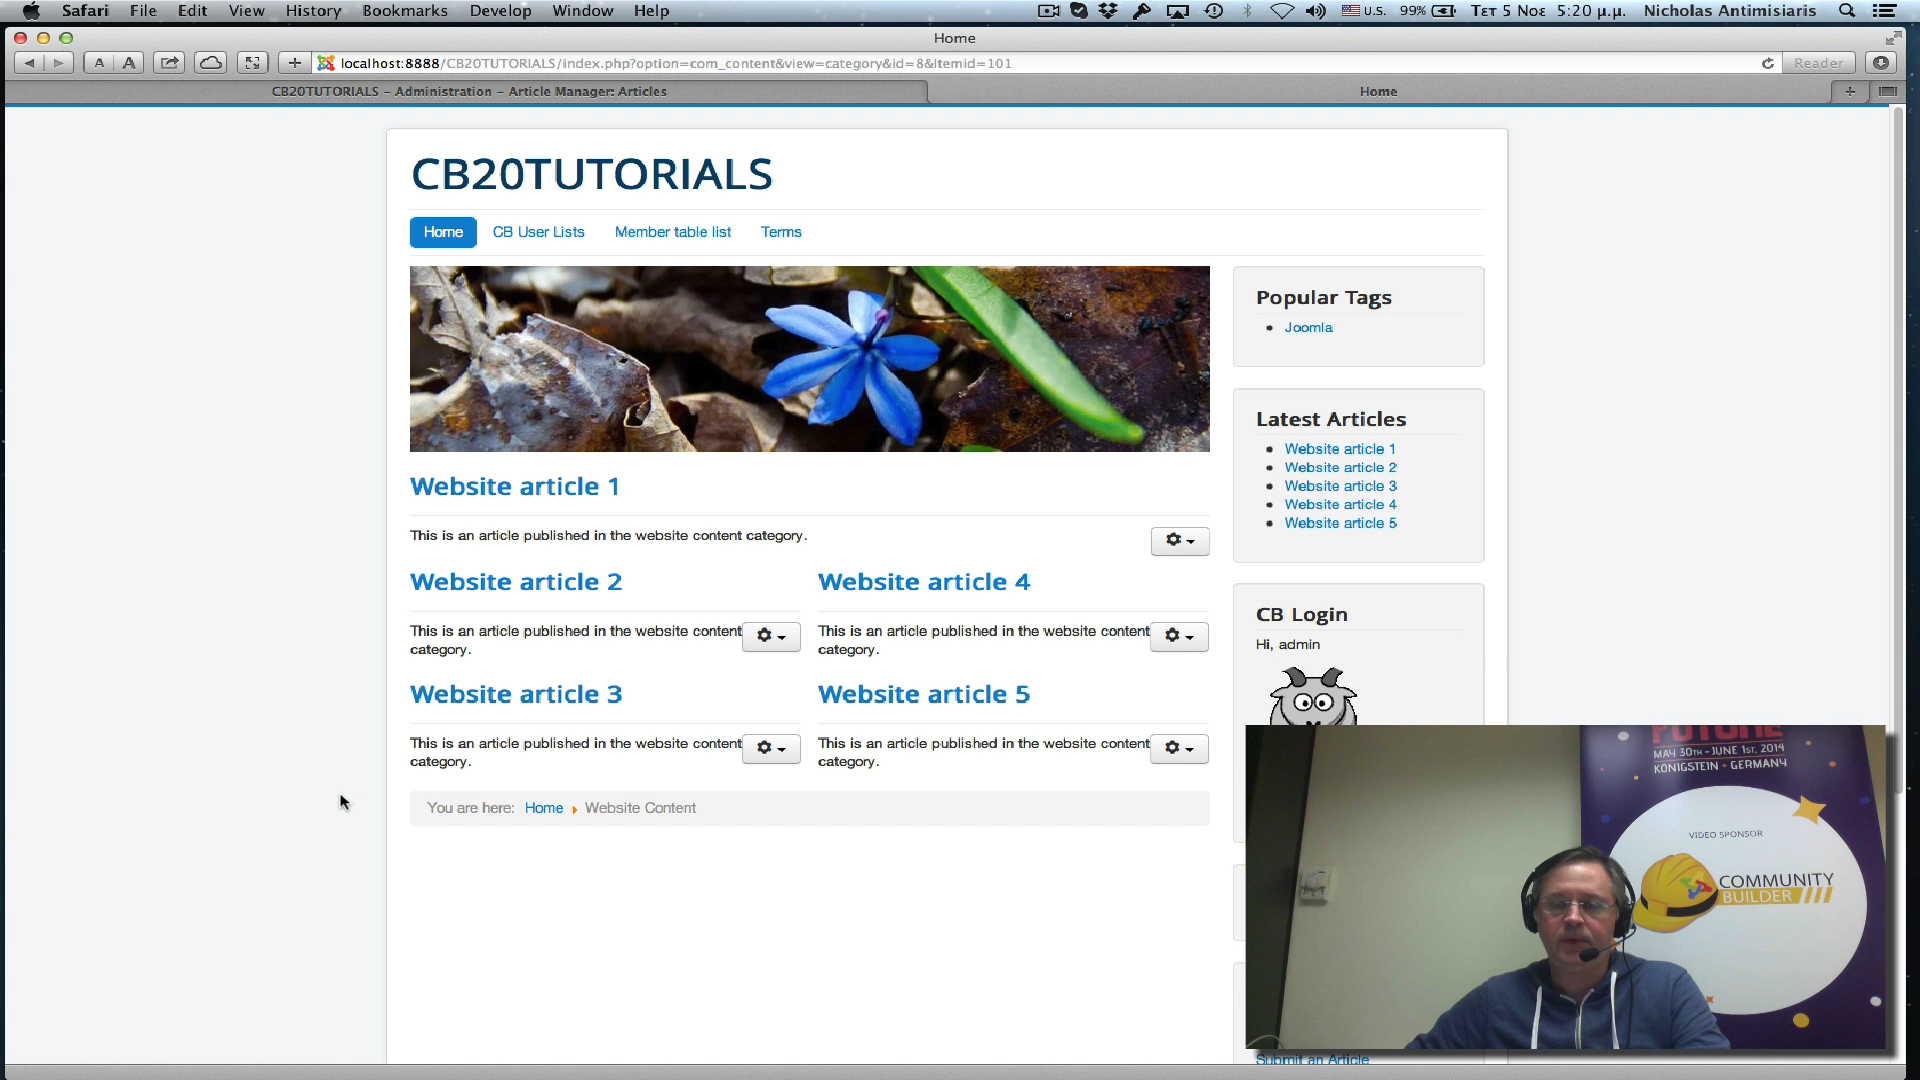 Safari File Edit View History Bookmarks Develop Window Help U.S. 99% Τετ 5 Νοε 5:20 μ.μ. Nicholas Antimisiaris
Home
A A + localhost:8888/CB20TUTORIALS/index.php?option=com_content&view=category&id=8&Itemid=101 Reader
CB20TUTORIALS – Administration – Article Manager: Articles Home +
CB20TUTORIALS
Home CB User Lists Member table list Terms
Website article 1
This is an article published in the website content category.
Website article 2
This is an article published in the website content
category.
Website article 4
This is an article published in the website content
category.
Website article 3
This is an article published in the website content
category.
Website article 5
This is an article published in the website content
category.
You are here: Home Website Content
Popular Tags
Joomla
Latest Articles
Website article 1
Website article 2
Website article 3
Website article 4
Website article 5
CB Login
Hi, admin
FUTURE
MAY 30TH - JUNE 1ST, 2014
KÖNIGSTEIN • GERMANY
VIDEO SPONSOR
COMMUNITY
BUILDER
Submit an Article